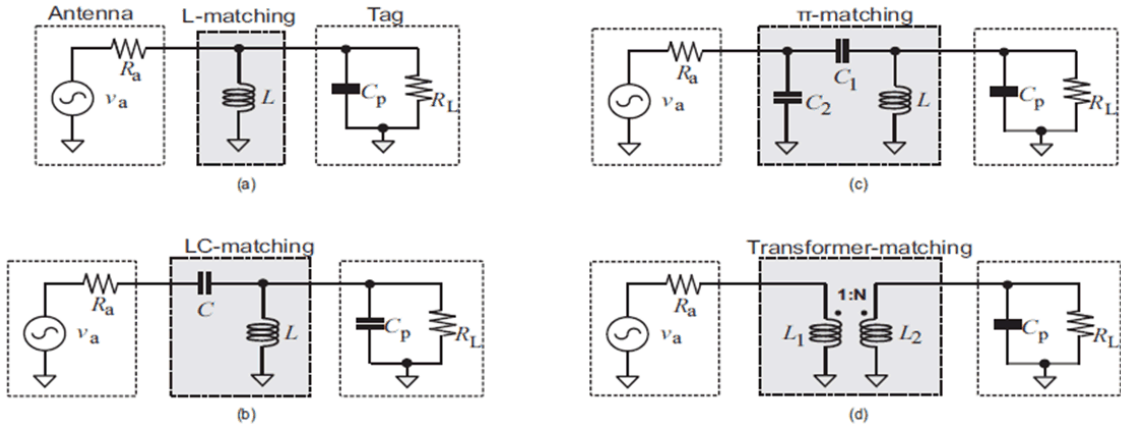 Antenna
L-matching
Tag
Ra
va
L
Cp
RL
(a)
π-matching
Ra
va
C2
C1
L
Cp
RL
(c)
LC-matching
Ra
va
C
L
Cp
RL
(b)
Transformer-matching
Ra
va
1:N
L1
L2
Cp
RL
(d)